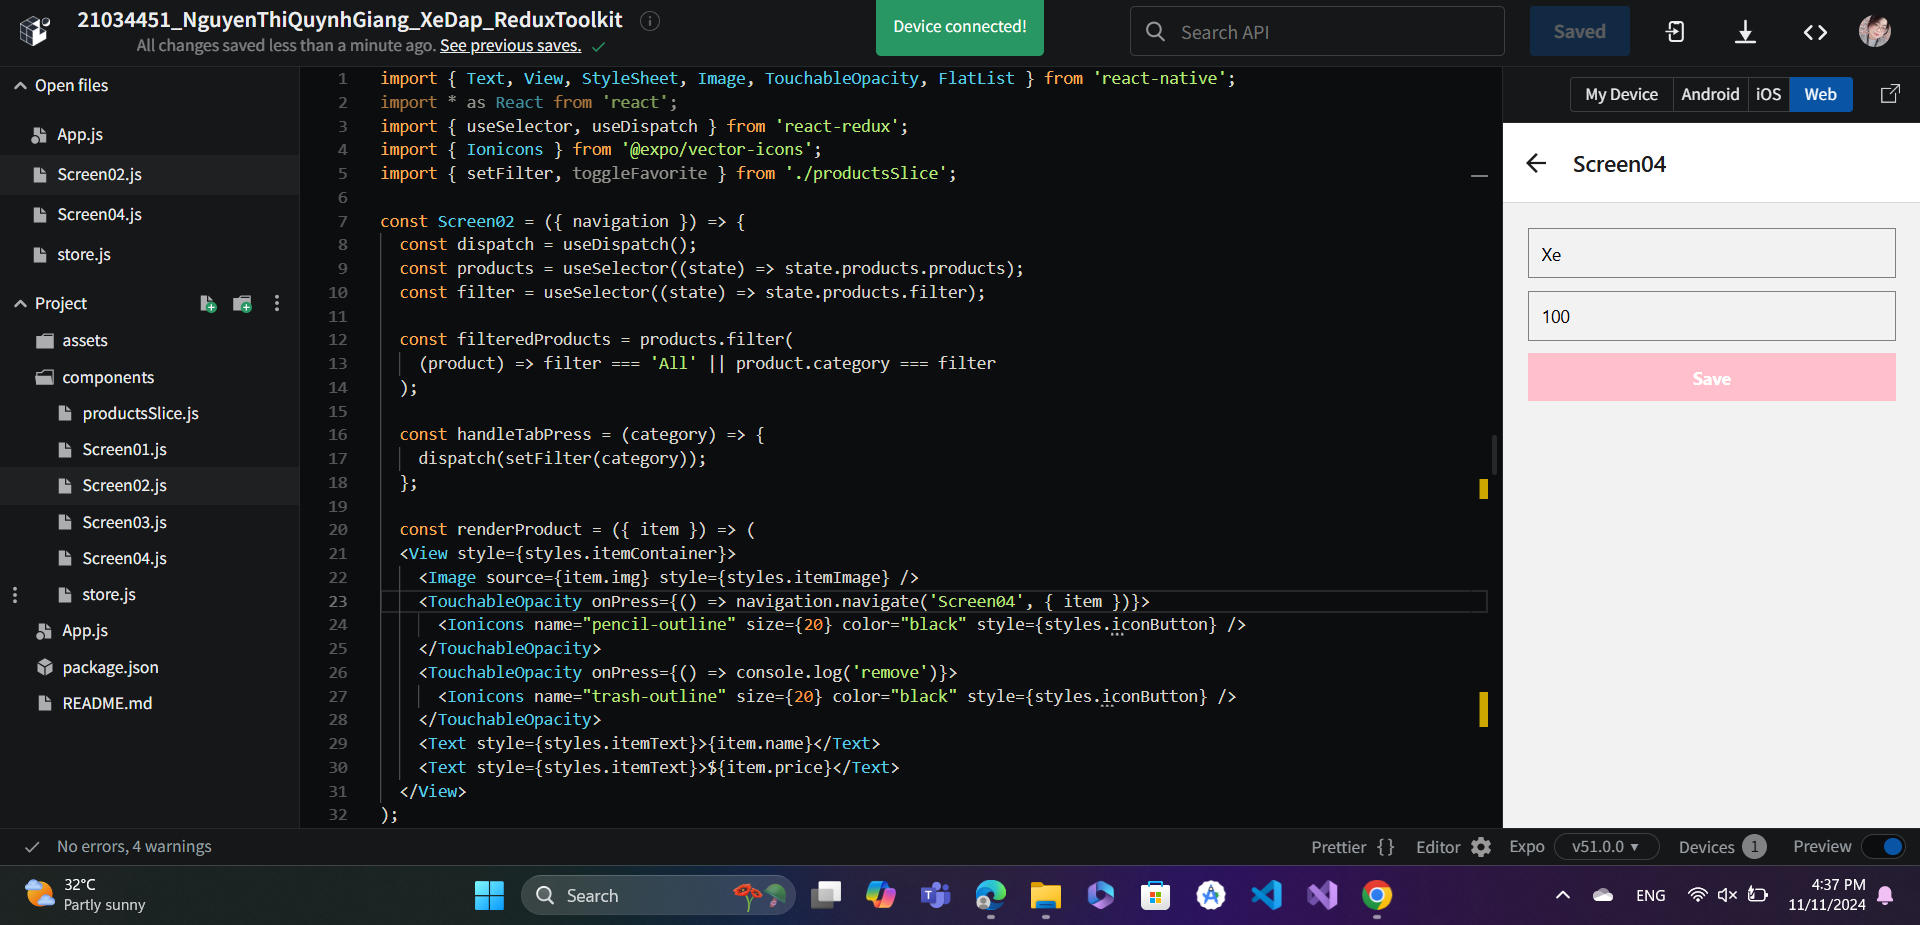 21034451_NguyenThiQuynhGiang_XeDap_ReduxToolkit
All changes saved less than a minute ago. See previous saves.
Device connected!
Search API
Saved
Open files
App.js
Screen02.js
Screen04.js
store.js
Project
assets
components
productsSlice.js
Screen01.js
Screen02.js
Screen03.js
Screen04.js
store.js
App.js
package.json
README.md
1 import { Text, View, StyleSheet, Image, TouchableOpacity, FlatList } from 'react-native';
2 import * as React from 'react';
3 import { useSelector, useDispatch } from 'react-redux';
4 import { Ionicons } from '@expo/vector-icons';
5 import { setFilter, toggleFavorite } from './productsSlice';
6
7 const Screen02 = ({ navigation }) => {
8 const dispatch = useDispatch();
9 const products = useSelector((state) => state.products.products);
10 const filter = useSelector((state) => state.products.filter);
11
12 const filteredProducts = products.filter(
13 (product) => filter === 'All' || product.category === filter
14 );
15
16 const handleTabPress = (category) => {
17 dispatch(setFilter(category));
18 };
19
20 const renderProduct = ({ item }) => (
21 <View style={styles.itemContainer}>
22 <Image source={item.img} style={styles.itemImage} />
23 <TouchableOpacity onPress={() => navigation.navigate('Screen04', { item })}>
24 <Ionicons name="pencil-outline" size={20} color="black" style={styles.iconButton} />
25 </TouchableOpacity>
26 <TouchableOpacity onPress={() => console.log('remove')}>
27 <Ionicons name="trash-outline" size={20} color="black" style={styles.iconButton} />
28 </TouchableOpacity>
29 <Text style={styles.itemText}>{item.name}</Text>
30 <Text style={styles.itemText}>${item.price}</Text>
31 </View>
32 );
My Device Android iOS Web
Screen04
Xe
100
Save
No errors, 4 warnings
Prettier { } Editor Expo v51.0.0 Devices 1 Preview
32°C
Partly sunny
Search
ENG
4:37 PM
11/11/2024